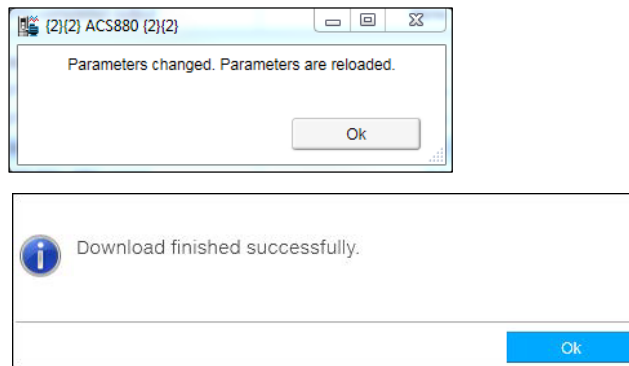 {2}{2} ACS880 {2}{2}
Parameters changed. Parameters are reloaded.
Ok
Download finished successfully.
Ok